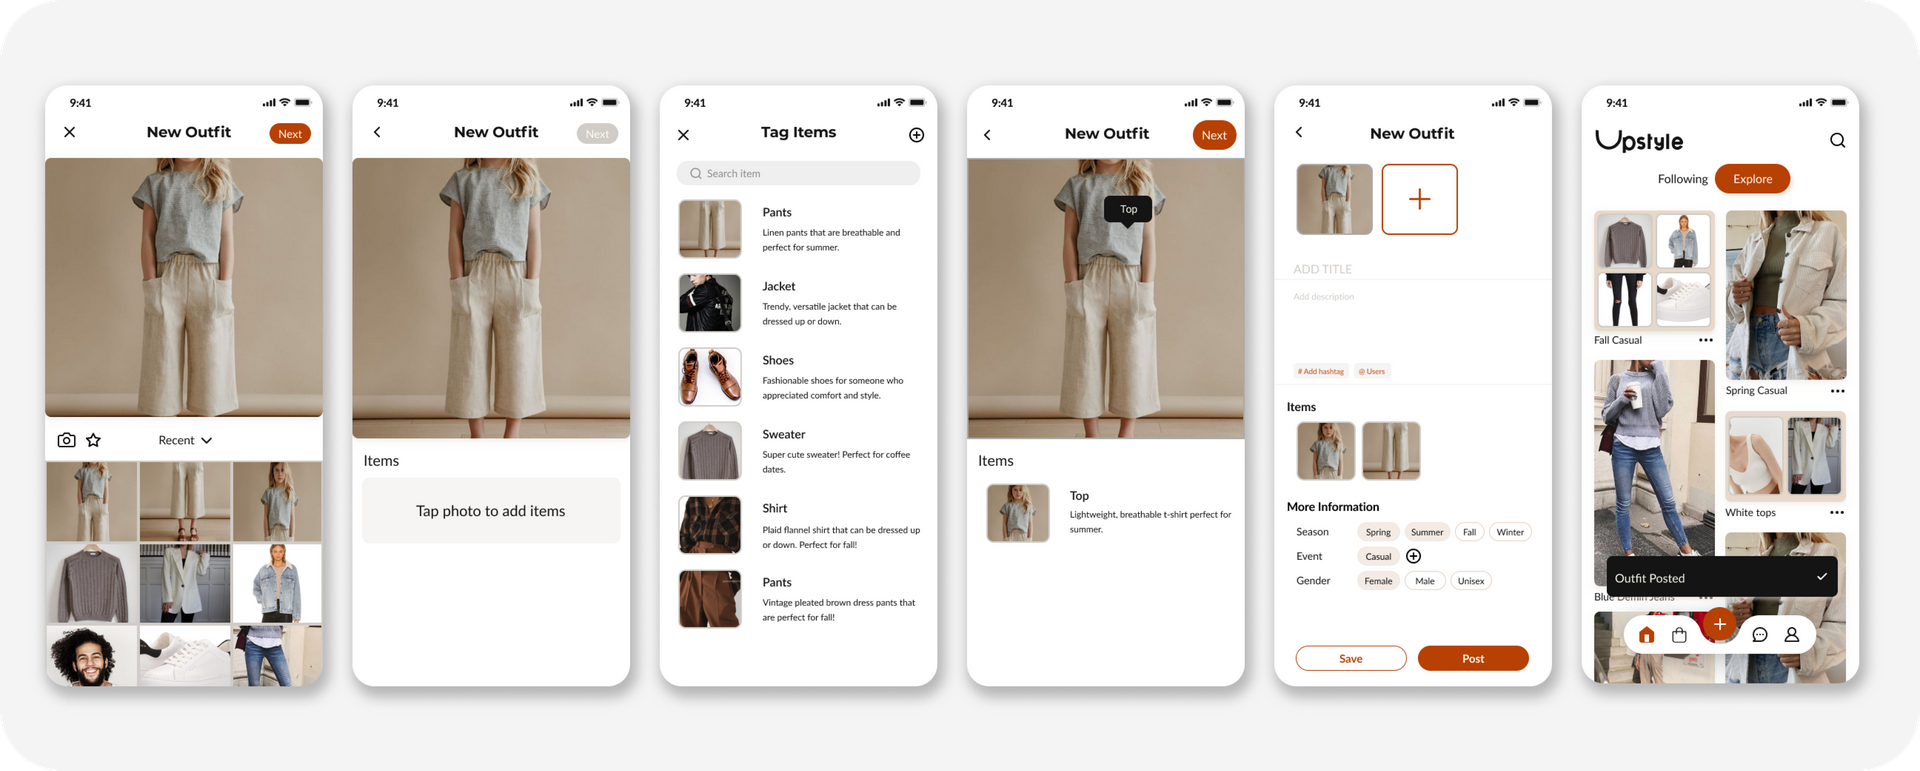 9:41
New Outfit
Next
Recent
9:41
New Outfit
Next
Items
Tap photo to add items
9:41
Tag Items
Search item
Pants
Linen pants that are breathable and
perfect for summer.
Jacket
Trendy, versatile jacket that can be
dressed up or down.
Shoes
Fashionable shoes for someone who
appreciated comfort and style.
Sweater
Super cute sweater! Perfect for coffee
dates.
Shirt
Plaid flannel shirt that can be dressed up
or down. Perfect for fall!
Pants
Vintage pleated brown dress pants that
are perfect for fall!
9:41
New Outfit
Next
Top
Items
Top
Lightweight, breathable t-shirt perfect for
summer.
9:41
New Outfit
ADD TITLE
Add description
# Add hashtag @ Users
Items
More Information
Season Spring Summer Fall Winter
Event Casual
Gender Female Male Unisex
Save Post
9:41
Upstyle
Following Explore
Fall Casual
Spring Casual
White tops
Outfit Posted
Blue Demin Jeans